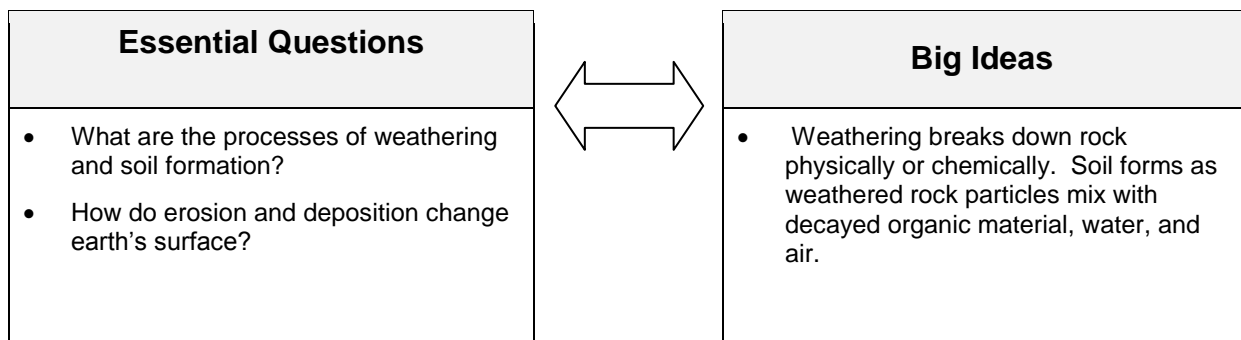 Essential Questions
• What are the processes of weathering
and soil formation?
• How do erosion and deposition change
earth’s surface?
Big Ideas
• Weathering breaks down rock
physically or chemically.  Soil forms as
weathered rock particles mix with
decayed organic material, water, and
air.